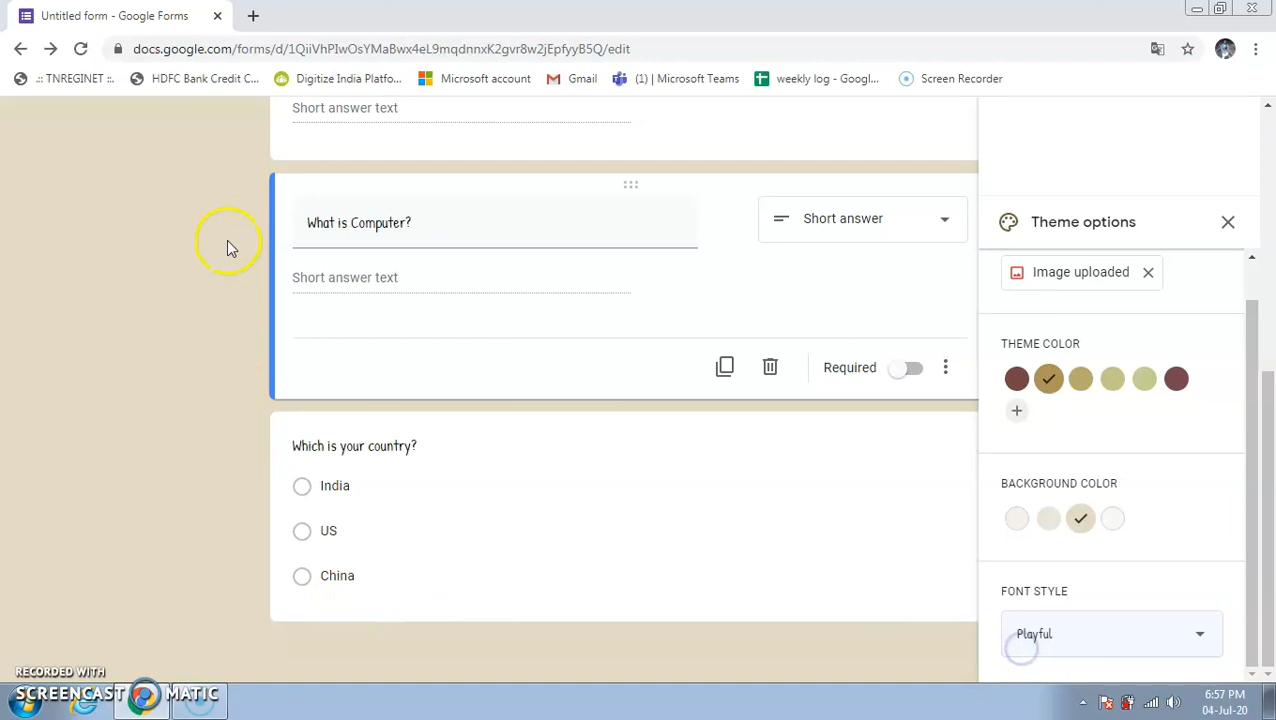 Untitled form - Google Forms
docs.google.com/forms/d/1QiiVhPIwOsYMaBwx4eL9mqdnnxK2gvr8w2jEpfyyB5Q/edit
.:: TNREGINET ::.
HDFC Bank Credit C...
Digitize India Platfo...
Microsoft account
Gmail
(1) | Microsoft Teams
weekly log - Googl...
Screen Recorder
Short answer text
What is Computer?
Short answer
Short answer text
Required
Which is your country?
India
US
China
Theme options
Image uploaded
THEME COLOR
BACKGROUND COLOR
FONT STYLE
Playful
RECORDED WITH
SCREENCAST MATIC
6:57 PM
04-Jul-20